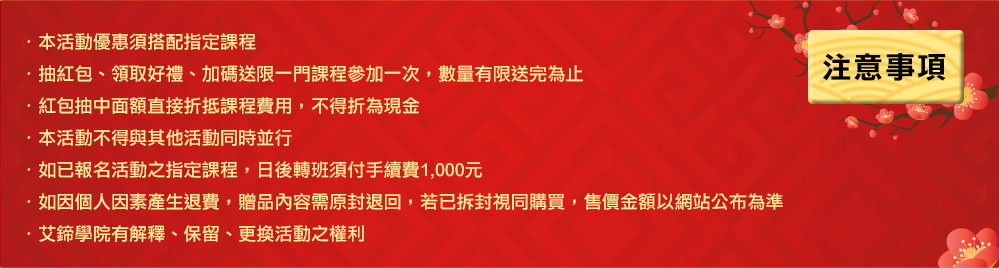 注意事項
· 本活動優惠須搭配指定課程
· 抽紅包、領取好禮、加碼送限一門課程參加一次，數量有限送完為止
· 紅包抽中面額直接折抵課程費用，不得折為現金
· 本活動不得與其他活動同時並行
· 如已報名活動之指定課程，日後轉班須付手續費1,000元
· 如因個人因素產生退費，贈品內容需原封退回，若已拆封視同購買，售價金額以網站公布為準
· 艾鍗學院有解釋、保留、更換活動之權利